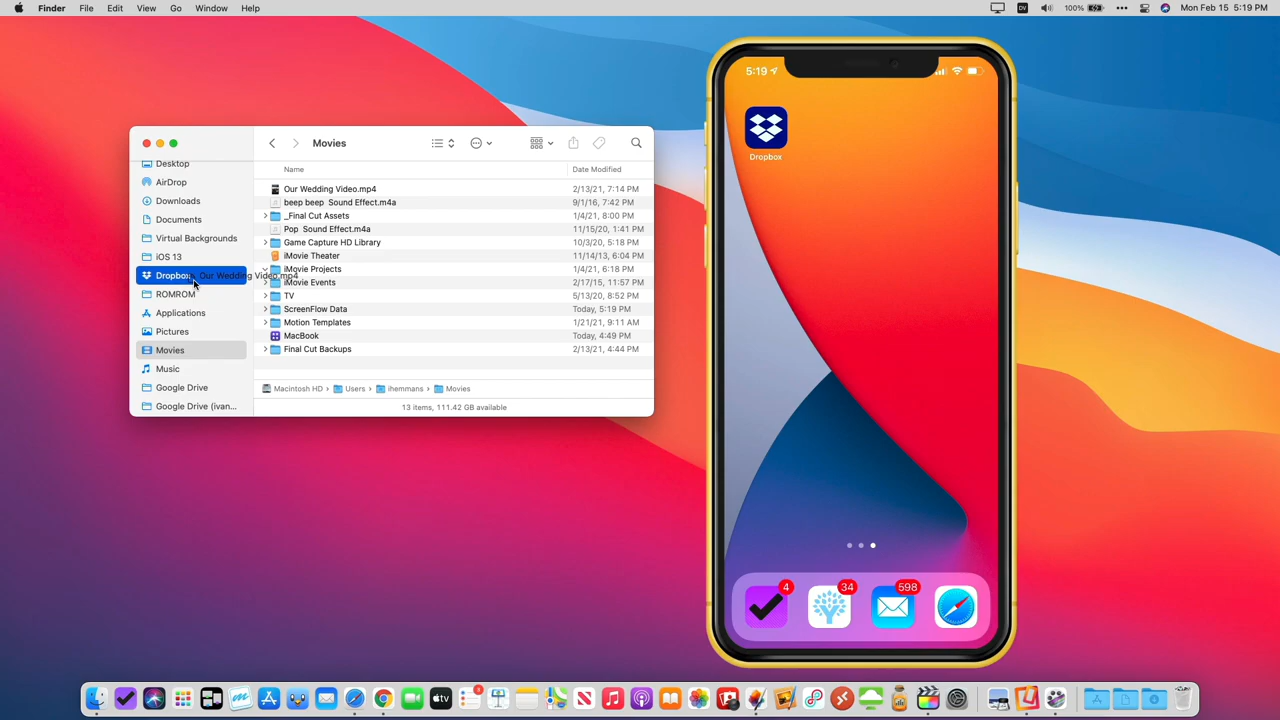 Finder File Edit View Go Window Help
DV 100% Mon Feb 15 5:19 PM
Movies
Desktop
AirDrop
Downloads
Documents
Virtual Backgrounds
iOS 13
Dropbox
ROMROM
Applications
Pictures
Movies
Music
Google Drive
Google Drive (ivan...
Name Date Modified
Our Wedding Video.mp4 2/13/21, 7:14 PM
beep beep Sound Effect.m4a 9/1/16, 7:42 PM
_Final Cut Assets 1/4/21, 8:00 PM
Pop Sound Effect.m4a 11/15/20, 1:41 PM
Game Capture HD Library 10/3/20, 5:18 PM
iMovie Theater 11/14/13, 6:04 PM
iMovie Projects 1/4/21, 6:18 PM
Our Wedding Video.mp4
iMovie Events 2/17/15, 11:57 PM
TV 5/13/20, 8:52 PM
ScreenFlow Data Today, 5:19 PM
Motion Templates 1/21/21, 9:11 AM
MacBook Today, 4:49 PM
Final Cut Backups 2/13/21, 4:44 PM
Macintosh HD › Users › ihemmans › Movies
13 items, 111.42 GB available
5:19
Dropbox
4
34
598
tv